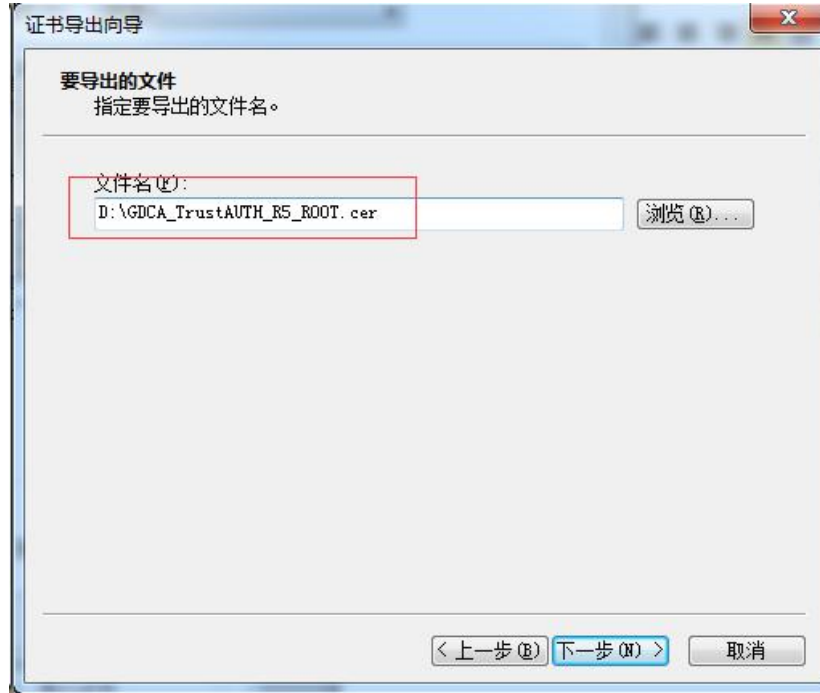 证书导出向导
要导出的文件
指定要导出的文件名。
文件名(F):
D:\GDCA_TrustAUTH_R5_ROOT.cer
浏览(R)...
< 上一步(B) 下一步(N) > 取消